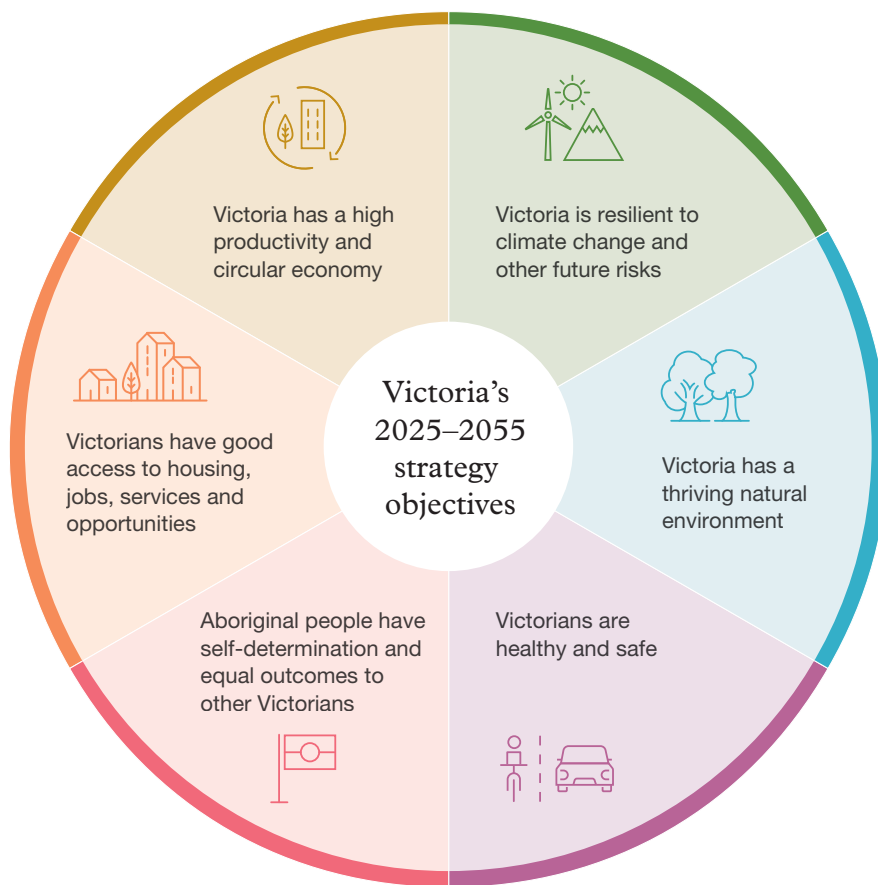 Victoria's
2025–2055
strategy
objectives
Victoria is resilient to
climate change and
other future risks
Victoria has a
thriving natural
environment
Victorians are
healthy and safe
Aboriginal people have
self-determination and
equal outcomes to
other Victorians
Victorians have good
access to housing,
jobs, services and
opportunities
Victoria has a high
productivity and
circular economy